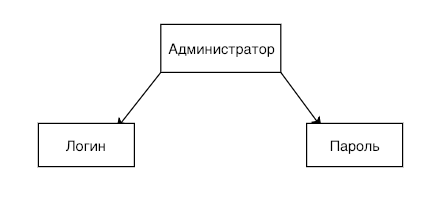 Администратор
Логин
Пароль